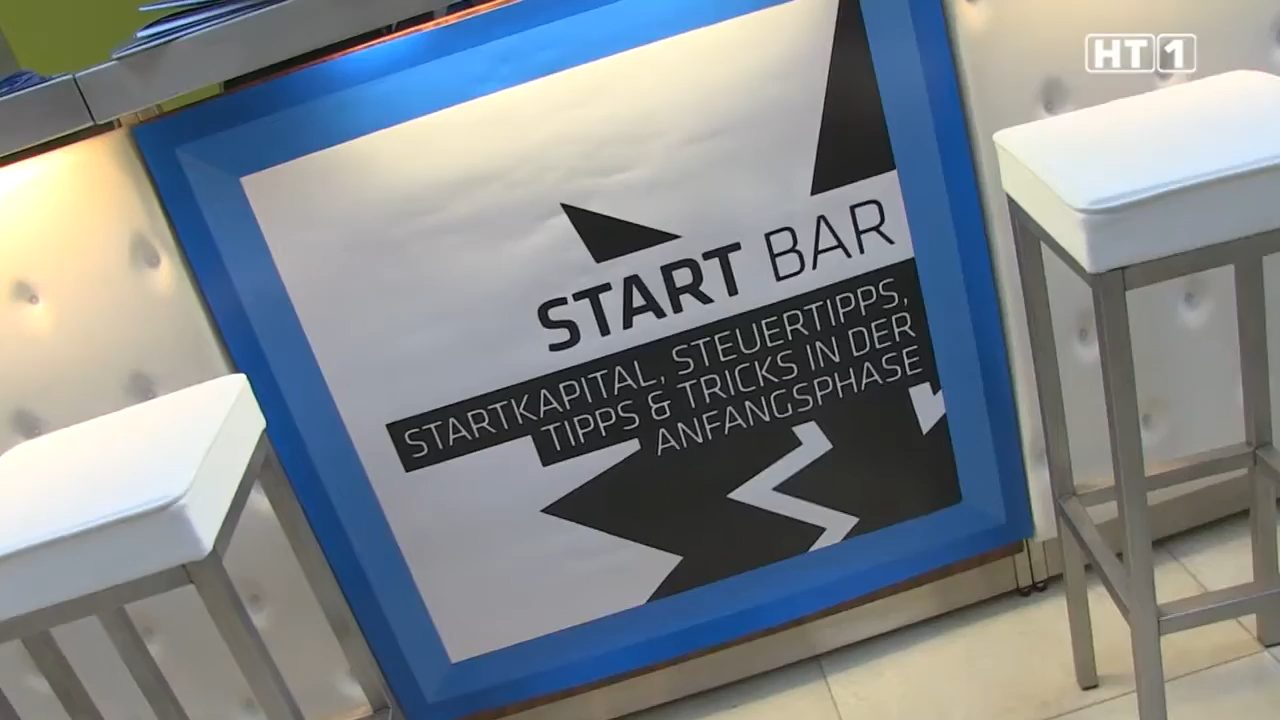 HT1
START BAR
STARTKAPITAL, STEUERTIPPS,
TIPPS & TRICKS IN DER
ANFANGSPHASE